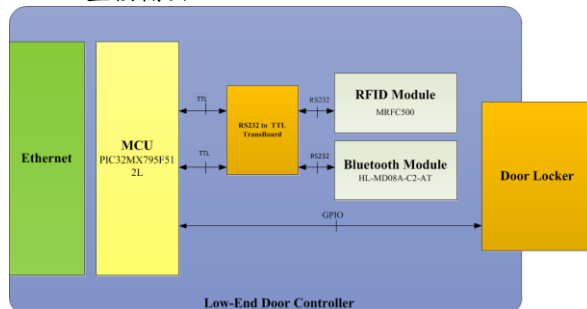 Ethernet
MCU
PIC32MX795F51
2L
TTL
TTL
RS232 to TTL
TransBoard
RS232
RS232
RFID Module
MRFC500
Bluetooth Module
HL-MD08A-C2-AT
GPIO
Door Locker
Low-End Door Controller